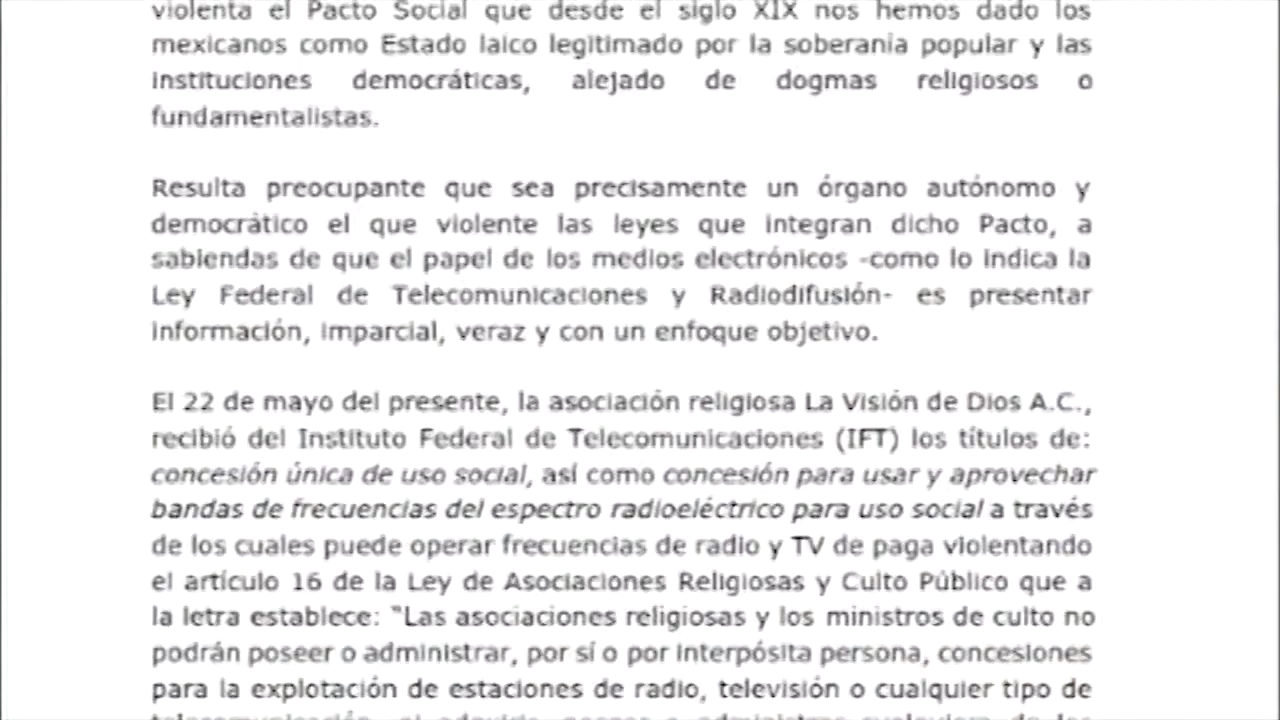 violenta el Pacto Social que desde el siglo XIX nos hemos dado los
mexicanos como Estado laico legitimado por la soberanía popular y las
instituciones democráticas, alejado de dogmas religiosos o
fundamentalistas.
Resulta preocupante que sea precisamente un órgano autónomo y
democrático el que violente las leyes que integran dicho Pacto, a
sabiendas de que el papel de los medios electrónicos -como lo indica la
Ley Federal de Telecomunicaciones y Radiodifusión- es presentar
información, imparcial, veraz y con un enfoque objetivo.
El 22 de mayo del presente, la asociación religiosa La Visión de Dios A.C.,
recibió del Instituto Federal de Telecomunicaciones (IFT) los títulos de:
concesión única de uso social, así como concesión para usar y aprovechar
bandas de frecuencias del espectro radioeléctrico para uso social a través
de los cuales puede operar frecuencias de radio y TV de paga violentando
el artículo 16 de la Ley de Asociaciones Religiosas y Culto Público que a
la letra establece: "Las asociaciones religiosas y los ministros de culto no
podrán poseer o administrar, por sí o por interpósita persona, concesiones
para la explotación de estaciones de radio, televisión o cualquier tipo de